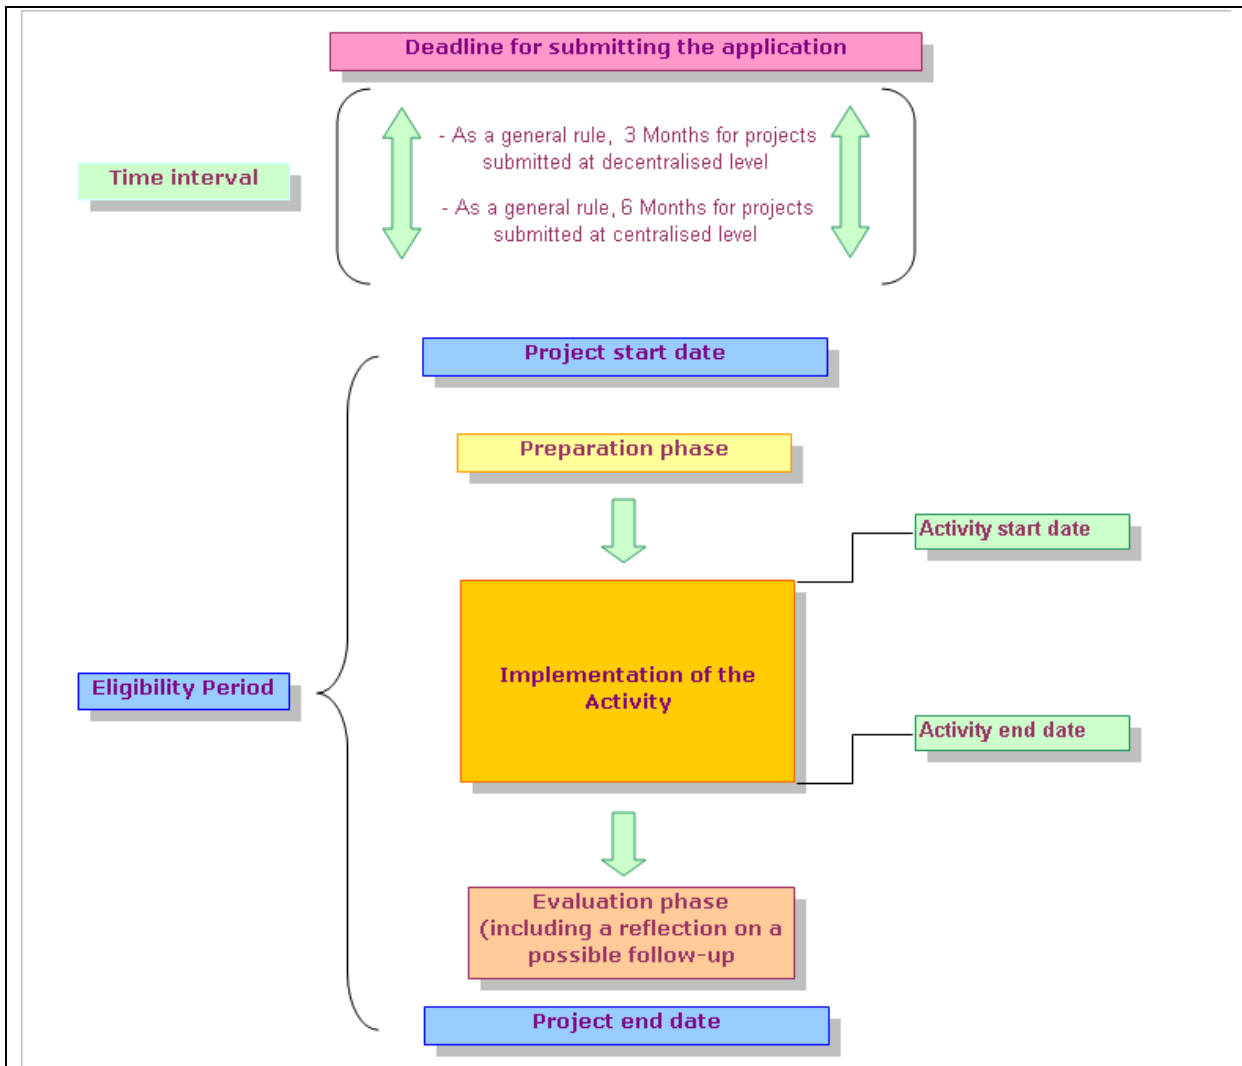 Deadline for submitting the application
- As a general rule, 3 Months for projects
submitted at decentralised level
Time interval
- As a general rule, 6 Months for projects
submitted at centralised level
Project start date
Preparation phase
Activity start date
Implementation of the
Activity
Eligibility Period
Activity end date
Evaluation phase
(including a reflection on a
possible follow-up
Project end date